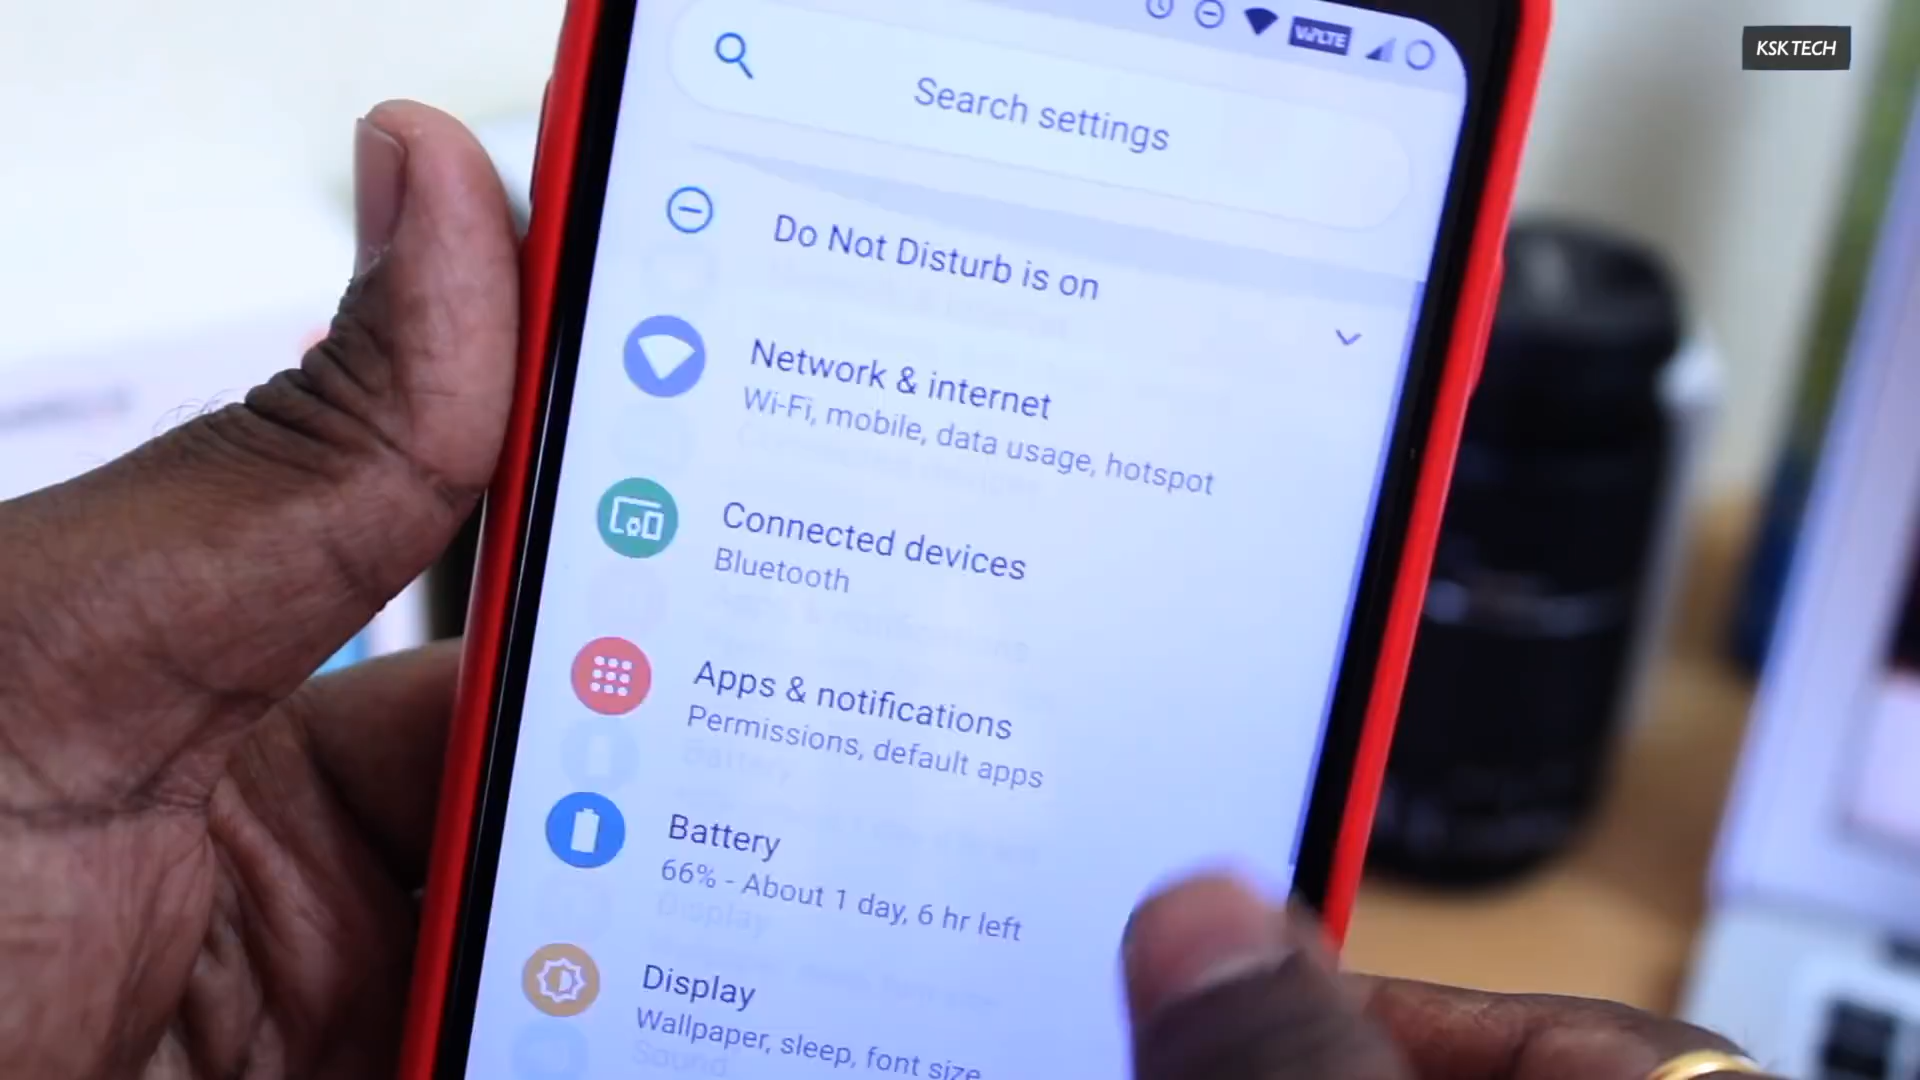 KSK TECH
VoLTE
Search settings
Do Not Disturb is on
Network & internet
Wi-Fi, mobile, data usage, hotspot
Connected devices
Bluetooth
Apps & notifications
Permissions, default apps
Battery
66% - About 1 day, 6 hr left
Display
Wallpaper, sleep, font size
Sound